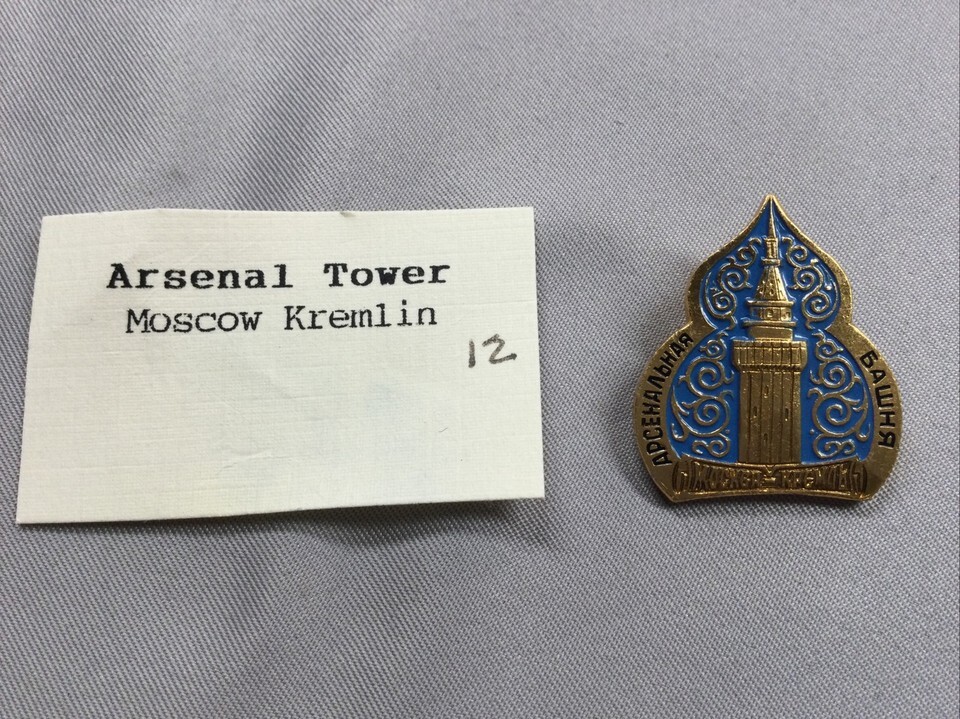 Arsenal Tower
Moscow Kremlin
12
АРСЕНАЛЬНАЯ БАШНЯ
МОСКВА КРЕМЛЬ